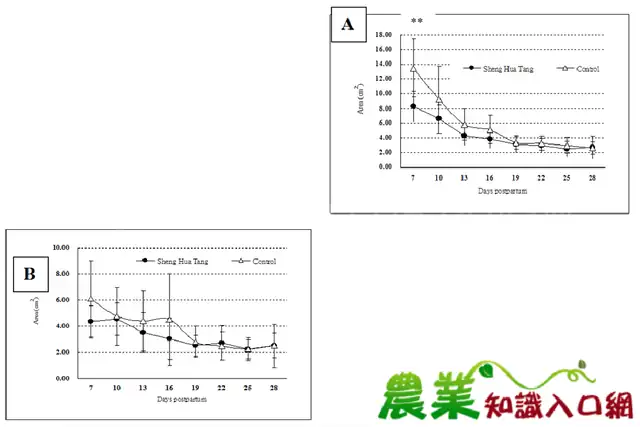 A
**
18.00
16.00
14.00
12.00
10.00
8.00
6.00
4.00
2.00
0.00
Sheng Hua Tang
Control
Area(cm2)
7 10 13 16 19 22 25 28
Days postpartum
B
10.00
8.00
6.00
4.00
2.00
0.00
Sheng Hua Tang
Control
Area(cm2)
7 10 13 16 19 22 25 28
Days postpartum
農業知識入口網